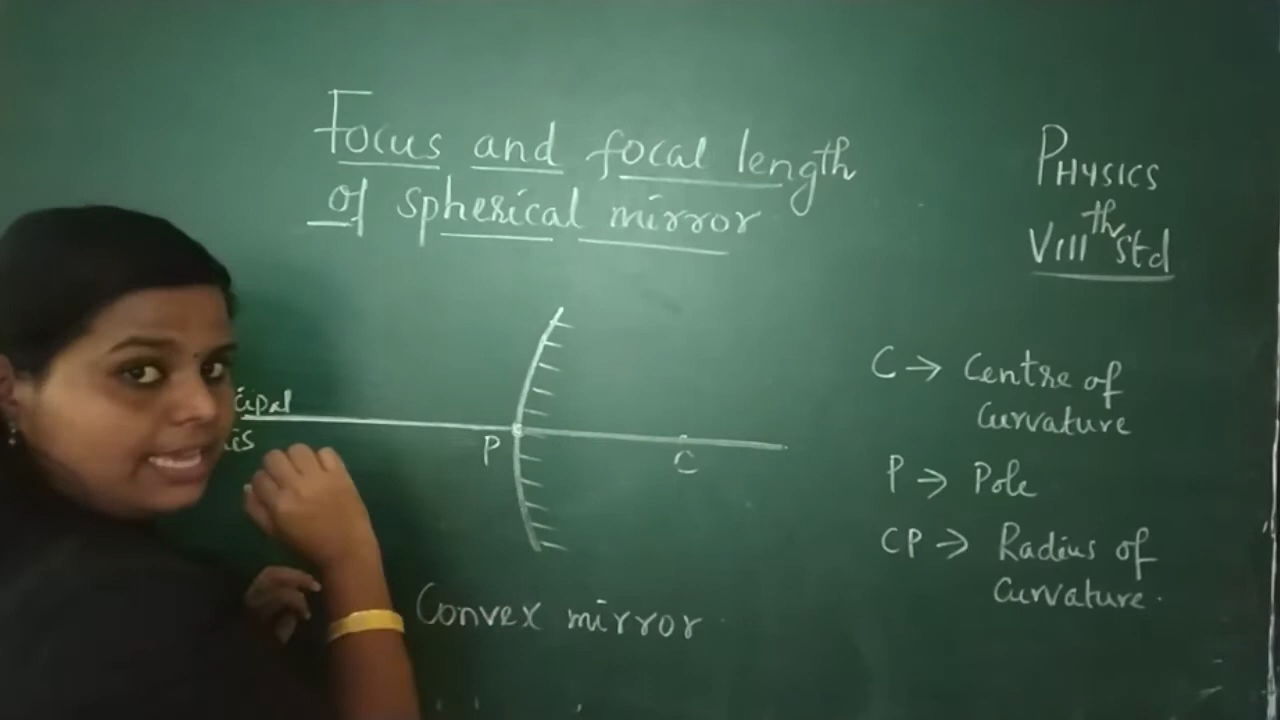 Focus and focal length
of spherical mirror
PHYSICS
VIIIth Std
P
C
C → Centre of
Curvature
P → Pole
CP → Radius of
Curvature.
Convex mirror